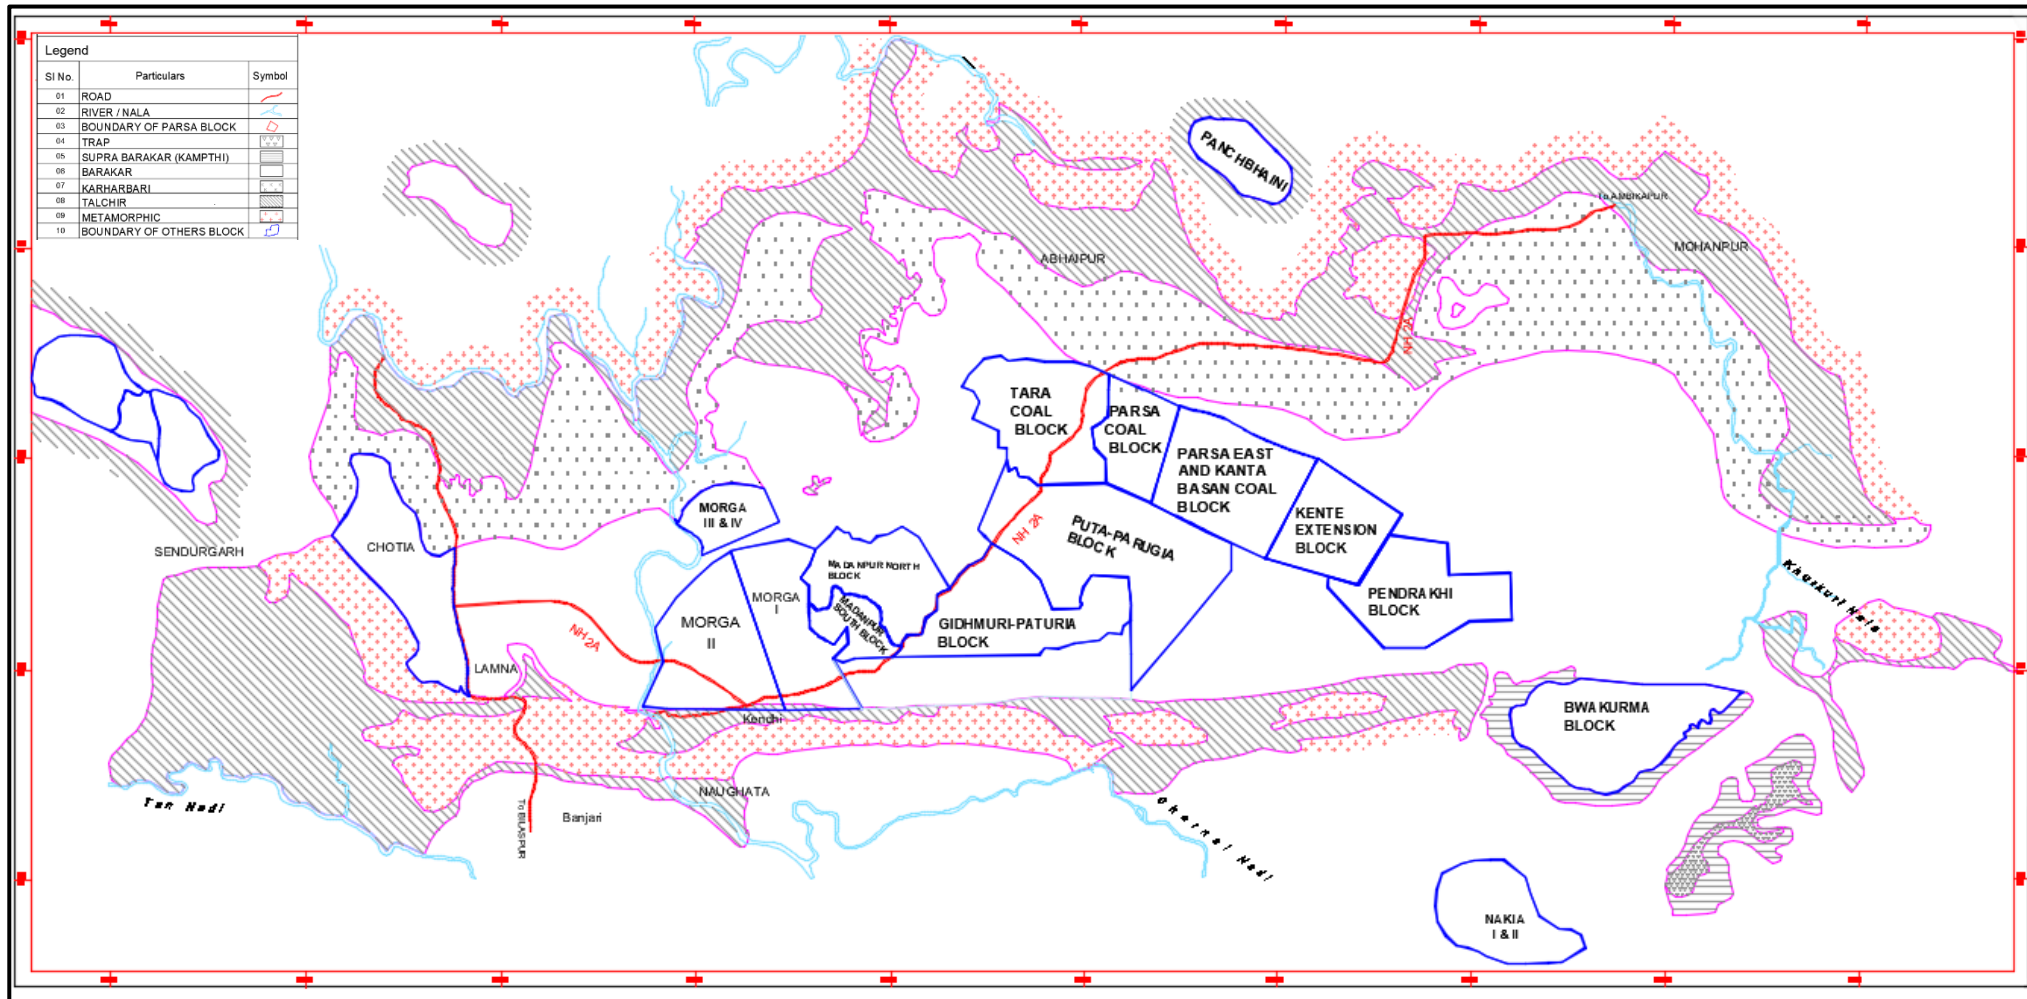 Legend
Sl No. Particulars Symbol
01 ROAD
02 RIVER / NALA
03 BOUNDARY OF PARSA BLOCK
04 TRAP
05 SUPRA BARAKAR (KAMPTHI)
06 BARAKAR
07 KARHARBARI
08 TALCHIR
09 METAMORPHIC
10 BOUNDARY OF OTHERS BLOCK
PANCHBHAINI
To AMBIKAPUR
MOHANPUR
ABHAIPUR
NH 2A
TARA
COAL
BLOCK
PARSA
COAL
BLOCK
PARSA EAST
AND KANTA
BASAN COAL
BLOCK
KENTE
EXTENSION
BLOCK
PENDRAKHI
BLOCK
PUTA-PARUGIA
BLOCK
NH 2A
MORGA
III & IV
CHOTIA
SENDURGARH
MADANPUR NORTH
BLOCK
MADANPUR
SOUTH BLOCK
MORGA
I
MORGA
II
GIDHMURI-PATURIA
BLOCK
NH 2A
LAMNA
Kendhi
NAUGHATA
Banjari
To BILASPUR
Tan Nadi
Gharnai Nadi
Kharkuri Nala
BWAKURMA
BLOCK
NAKIA
I & II